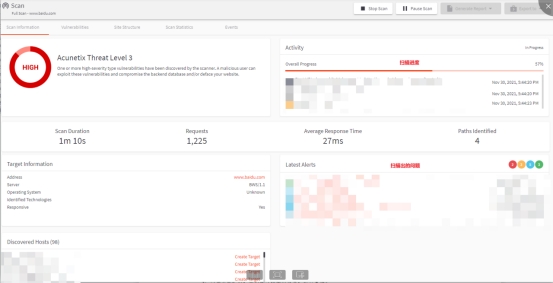 Scan
Full Scan - www.baidu.com
Stop Scan
Pause Scan
Generate Report
Scan Information
Vulnerabilities
Site Structure
Scan Statistics
Events
HIGH
Acunetix Threat Level 3
One or more high-severity type vulnerabilities have been discovered by the scanner. A malicious user can
exploit these vulnerabilities and compromise the backend database and/or deface your website.
Activity
In Progress
Overall Progress
扫描进度
57%
Nov 30, 2021, 5:44:20 PM
Nov 30, 2021, 5:44:20 PM
Nov 30, 2021, 5:44:23 PM
Scan Duration
1m 10s
Requests
1,225
Average Response Time
27ms
Paths Identified
4
Target Information
Address
www.baidu.com
Server
BWS/1.1
Operating System
Unknown
Identified Technologies
Responsive
Yes
Latest Alerts
扫描出的问题
Discovered Hosts (98)
Create Target
Create Target
Create Target
Create Target